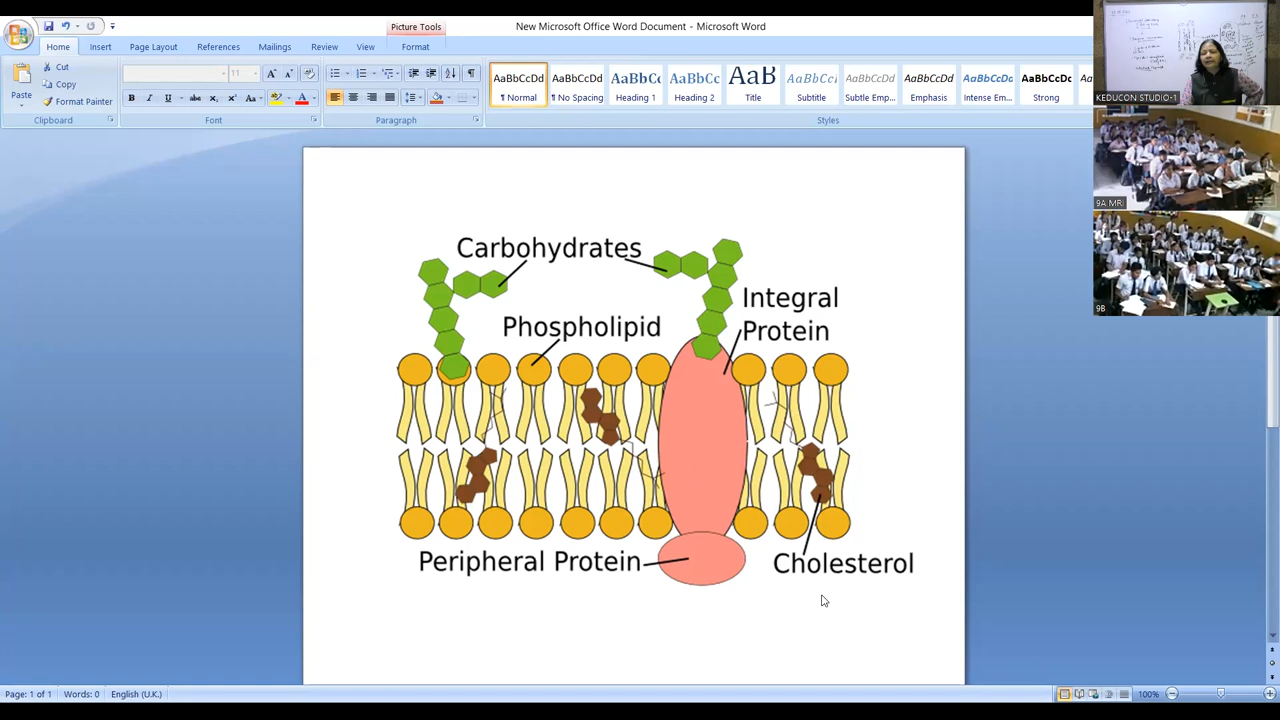 New Microsoft Office Word Document - Microsoft Word
Picture Tools
Home
Insert
Page Layout
References
Mailings
Review
View
Format
Paste
Cut
Copy
Format Painter
Clipboard
11
Font
Paragraph
AaBbCcDd
¶ Normal
AaBbCcDd
¶ No Spacing
AaBbCc
Heading 1
AaBbCc
Heading 2
AaB
Title
AaBbCcDd
Subtitle
AaBbCcDd
Subtle Emp...
AaBbCcDd
Emphasis
AaBbCcDd
Intense Em...
AaBbCcDd
Strong
Styles
KEDUCON STUDIO-1
9A MRI
9B
Carbohydrates
Integral
Protein
Phospholipid
Peripheral Protein
Cholesterol
Page: 1 of 1
Words: 0
English (U.K.)
100%